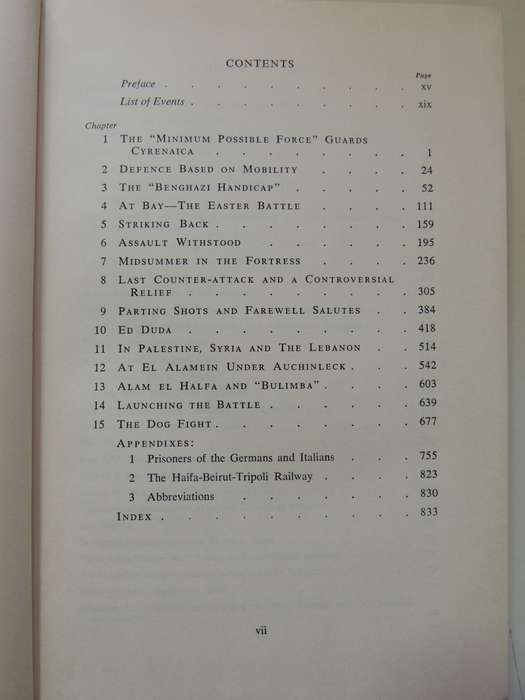 CONTENTS
Page
Preface . . . . . . . . . xv
List of Events . . . . . . . . xix
Chapter
1 THE "MINIMUM POSSIBLE FORCE" GUARDS
CYRENAICA . . . . . . . 1
2 DEFENCE BASED ON MOBILITY . . . . 24
3 THE "BENGHAZI HANDICAP" . . . . 52
4 AT BAY—THE EASTER BATTLE . . . . 111
5 STRIKING BACK . . . . . . . 159
6 ASSAULT WITHSTOOD . . . . . . 195
7 MIDSUMMER IN THE FORTRESS . . . . 236
8 LAST COUNTER-ATTACK AND A CONTROVERSIAL
RELIEF . . . . . . . . 305
9 PARTING SHOTS AND FAREWELL SALUTES . . 384
10 ED DUDA . . . . . . . . 418
11 IN PALESTINE, SYRIA AND THE LEBANON . . 514
12 AT EL ALAMEIN UNDER AUCHINLECK . . . 542
13 ALAM EL HALFA AND "BULIMBA" . . . . 603
14 LAUNCHING THE BATTLE . . . . . . 639
15 THE DOG FIGHT . . . . . . . 677
APPENDIXES:
1 Prisoners of the Germans and Italians . . . 755
2 The Haifa-Beirut-Tripoli Railway . . . . 823
3 Abbreviations . . . . . . 830
INDEX . . . . . . . . . 833
vii